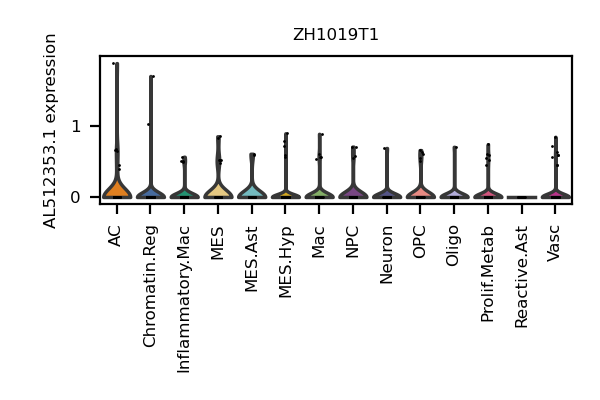 ZH1019T1
AL512353.1 expression
1
0
AC
Chromatin.Reg
Inflammatory.Mac
MES
MES.Ast
MES.Hyp
Mac
NPC
Neuron
OPC
Oligo
Prolif.Metab
Reactive.Ast
Vasc